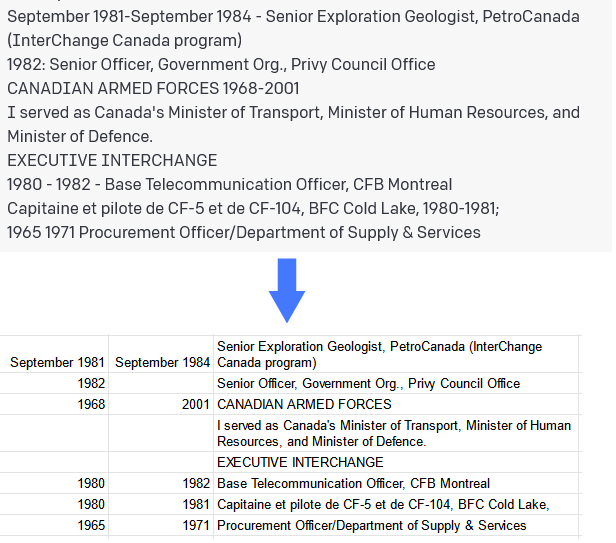 September 1981-September 1984 - Senior Exploration Geologist, PetroCanada
(InterChange Canada program)
1982: Senior Officer, Government Org., Privy Council Office
CANADIAN ARMED FORCES 1968-2001
I served as Canada's Minister of Transport, Minister of Human Resources, and
Minister of Defence.
EXECUTIVE INTERCHANGE
1980 - 1982 - Base Telecommunication Officer, CFB Montreal
Capitaine et pilote de CF-5 et de CF-104, BFC Cold Lake, 1980-1981;
1965 1971 Procurement Officer/Department of Supply & Services
Senior Exploration Geologist, PetroCanada (InterChange
September 1981 September 1984 Canada program)
1982 Senior Officer, Government Org., Privy Council Office
1968 2001 CANADIAN ARMED FORCES
I served as Canada's Minister of Transport, Minister of Human
Resources, and Minister of Defence.
EXECUTIVE INTERCHANGE
1980 1982 Base Telecommunication Officer, CFB Montreal
1980 1981 Capitaine et pilote de CF-5 et de CF-104, BFC Cold Lake,
1965 1971 Procurement Officer/Department of Supply & Services